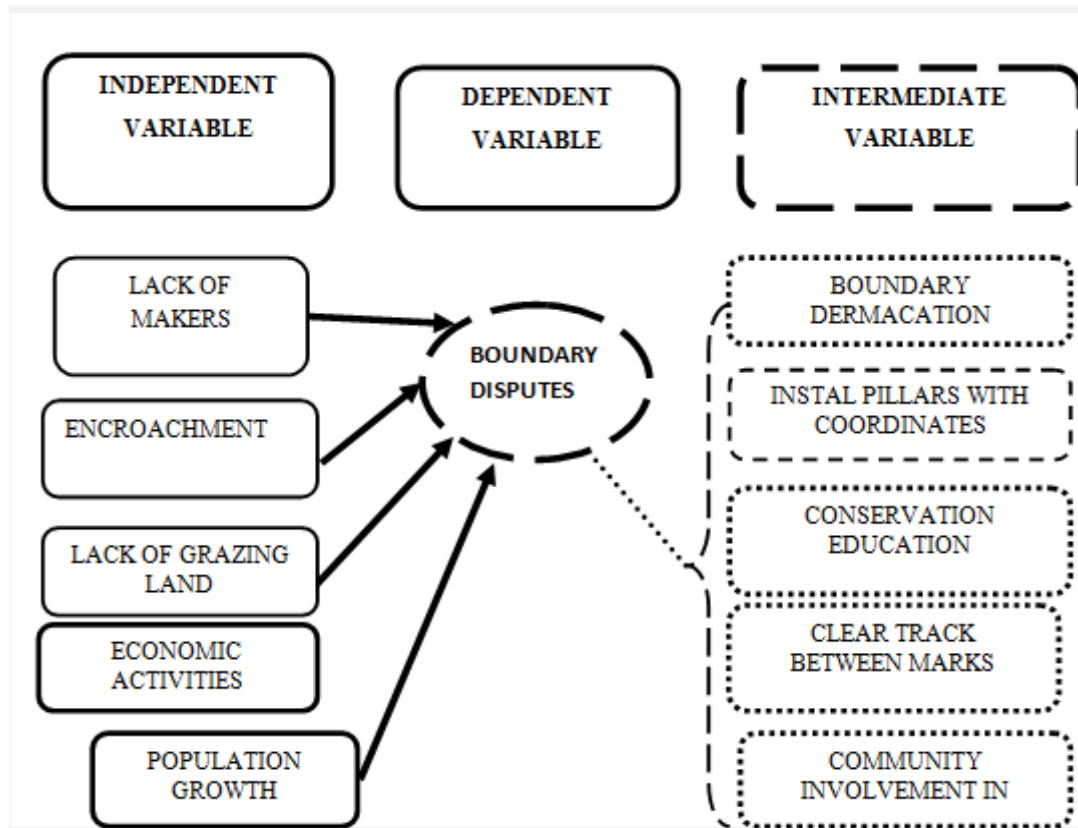 INDEPENDENT
VARIABLE
DEPENDENT
VARIABLE
INTERMEDIATE
VARIABLE
LACK OF
MAKERS
ENCROACHMENT
LACK OF GRAZING
LAND
ECONOMIC
ACTIVITIES
POPULATION
GROWTH
BOUNDARY
DISPUTES
BOUNDARY
DERMACATION
INSTAL PILLARS WITH
COORDINATES
CONSERVATION
EDUCATION
CLEAR TRACK
BETWEEN MARKS
COMMUNITY
INVOLVEMENT IN